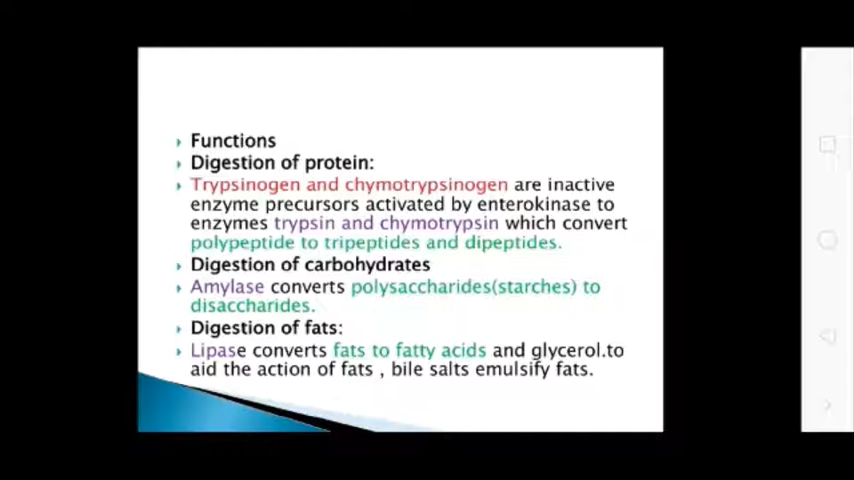 Functions
Digestion of protein:
Trypsinogen and chymotrypsinogen are inactive
enzyme precursors activated by enterokinase to
enzymes trypsin and chymotrypsin which convert
polypeptide to tripeptides and dipeptides.
Digestion of carbohydrates
Amylase converts polysaccharides(starches) to
disaccharides.
Digestion of fats:
Lipase converts fats to fatty acids and glycerol.to
aid the action of fats , bile salts emulsify fats.